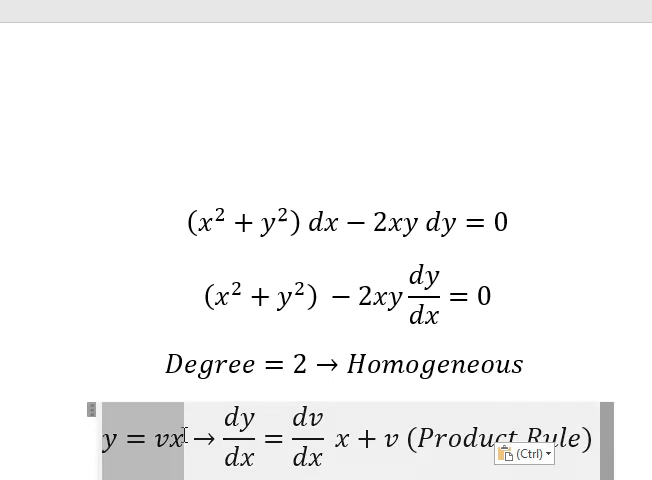 (x² + y²) dx − 2xy dy = 0
(x² + y²) − 2xy dy/dx = 0
Degree = 2 → Homogeneous
y = vx → dy/dx = dv/dx x + v (Product Rule)
(Ctrl)